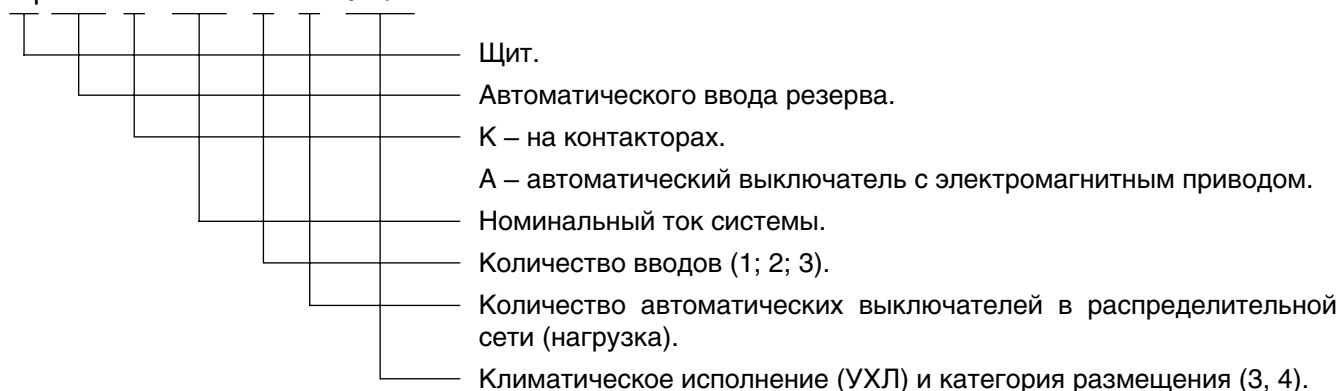 Щит.
Автоматического ввода резерва.
К – на контакторах.
А – автоматический выключатель с электромагнитным приводом.
Номинальный ток системы.
Количество вводов (1; 2; 3).
Количество автоматических выключателей в распределительной
сети (нагрузка).
Климатическое исполнение (УХЛ) и категория размещения (3, 4).